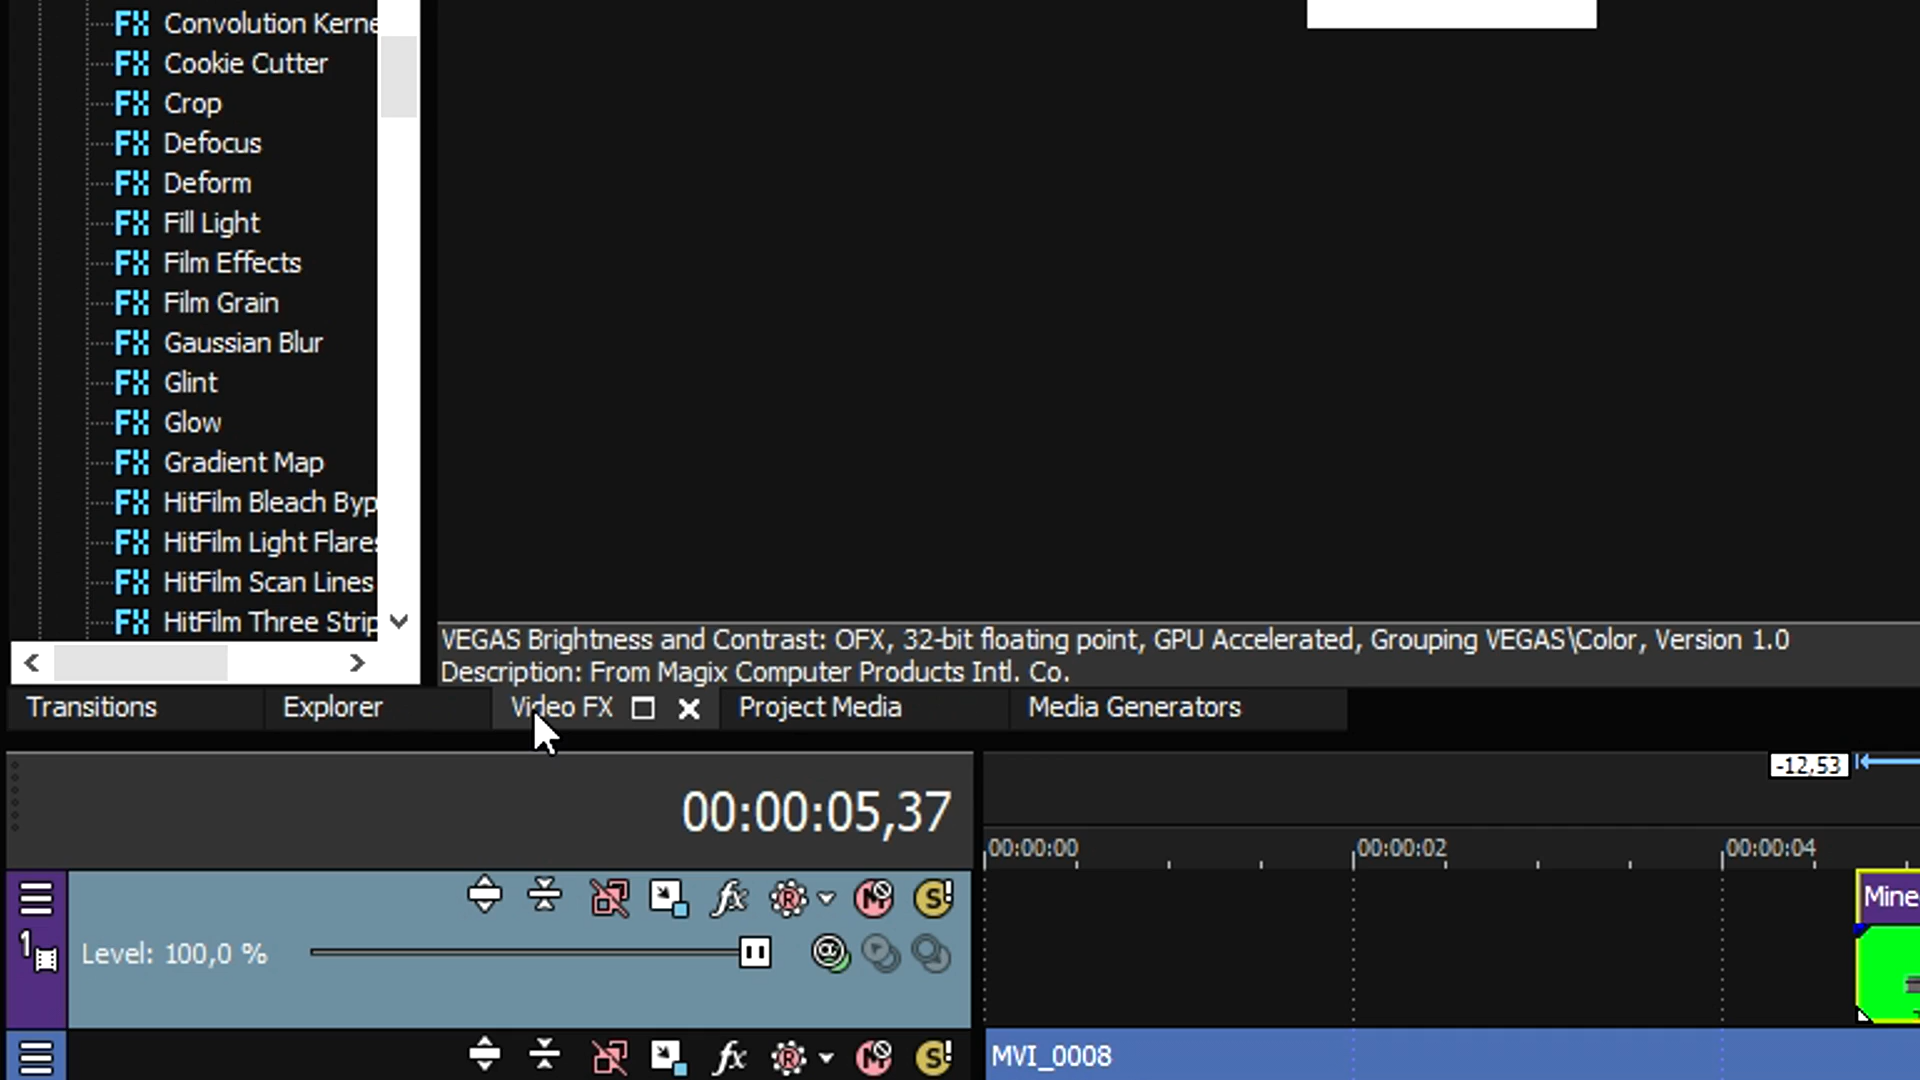 FX Convolution Kerne
FX Cookie Cutter
FX Crop
FX Defocus
FX Deform
FX Fill Light
FX Film Effects
FX Film Grain
FX Gaussian Blur
FX Glint
FX Glow
FX Gradient Map
FX HitFilm Bleach Byp
FX HitFilm Light Flares
FX HitFilm Scan Lines
FX HitFilm Three Strip
VEGAS Brightness and Contrast: OFX, 32-bit floating point, GPU Accelerated, Grouping VEGAS\Color, Version 1.0
Description: From Magix Computer Products Intl. Co.
Transitions Explorer Video FX Project Media Media Generators
-12,53
00:00:05,37
00:00:00 00:00:02 00:00:04
1
fx R M S!
Mine
Level: 100,0 %
fx R M S!
MVI_0008